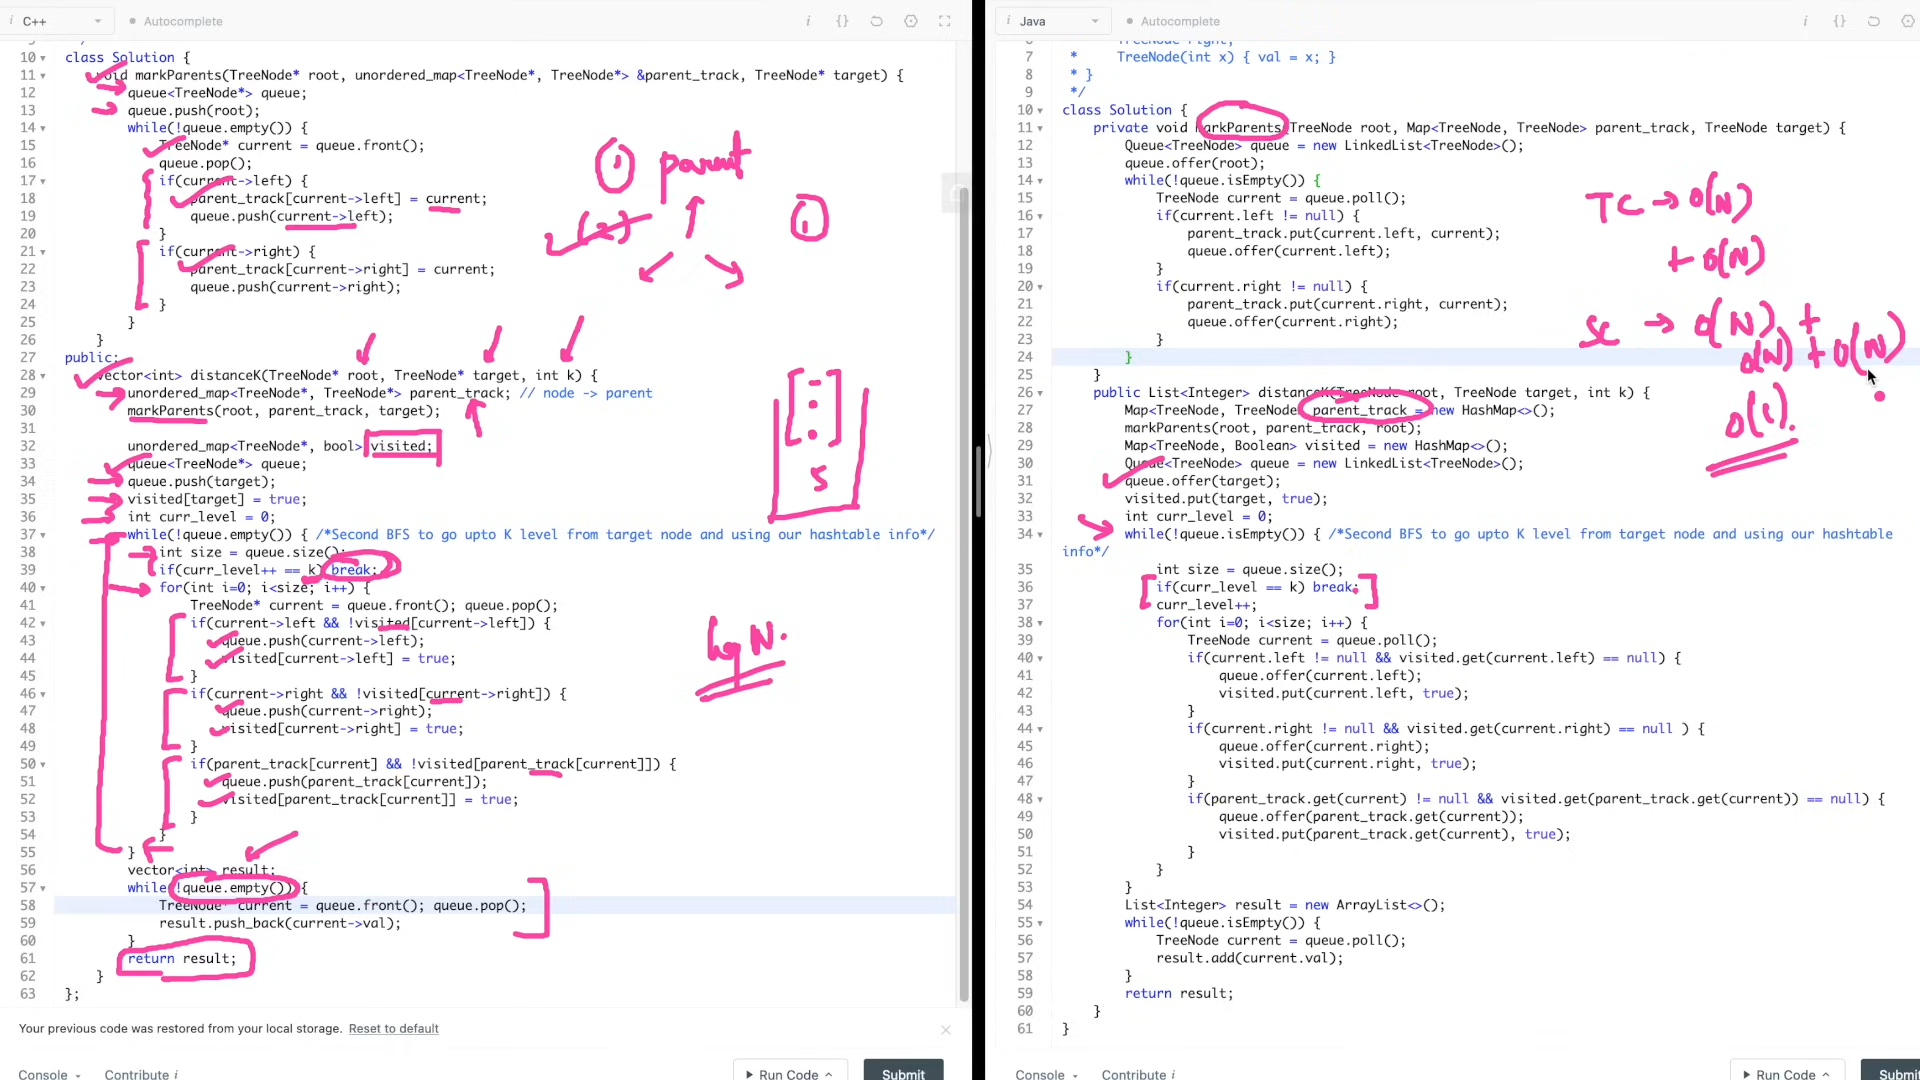 C++
Autocomplete
9 */
10 class Solution {
11 void markParents(TreeNode* root, unordered_map<TreeNode*, TreeNode*> &parent_track, TreeNode* target) {
12 queue<TreeNode*> queue;
13 queue.push(root);
14 while(!queue.empty()) {
15 TreeNode* current = queue.front();
16 queue.pop();
17 if(current->left) {
18 parent_track[current->left] = current;
19 queue.push(current->left);
20 }
21 if(current->right) {
22 parent_track[current->right] = current;
23 queue.push(current->right);
24 }
25 }
26 }
27 public:
28 vector<int> distanceK(TreeNode* root, TreeNode* target, int k) {
29 unordered_map<TreeNode*, TreeNode*> parent_track; // node -> parent
30 markParents(root, parent_track, target);
31
32 unordered_map<TreeNode*, bool> visited;
33 queue<TreeNode*> queue;
34 queue.push(target);
35 visited[target] = true;
36 int curr_level = 0;
37 while(!queue.empty()) { /*Second BFS to go upto K level from target node and using our hashtable info*/
38 int size = queue.size();
39 if(curr_level++ == k) break;
40 for(int i=0; i<size; i++) {
41 TreeNode* current = queue.front(); queue.pop();
42 if(current->left && !visited[current->left]) {
43 queue.push(current->left);
44 visited[current->left] = true;
45 }
46 if(current->right && !visited[current->right]) {
47 queue.push(current->right);
48 visited[current->right] = true;
49 }
50 if(parent_track[current] && !visited[parent_track[current]]) {
51 queue.push(parent_track[current]);
52 visited[parent_track[current]] = true;
53 }
54 }
55 }
56 vector<int> result;
57 while(!queue.empty()) {
58 TreeNode* current = queue.front(); queue.pop();
59 result.push_back(current->val);
60 }
61 return result;
62 }
63 };
1 parent
1
5
log N.
Your previous code was restored from your local storage. Reset to default
Console
Contribute i
Run Code
Submit
Java
Autocomplete
6 TreeNode right;
7 * TreeNode(int x) { val = x; }
8 * }
9 */
10 class Solution {
11 private void markParents(TreeNode root, Map<TreeNode, TreeNode> parent_track, TreeNode target) {
12 Queue<TreeNode> queue = new LinkedList<TreeNode>();
13 queue.offer(root);
14 while(!queue.isEmpty()) {
15 TreeNode current = queue.poll();
16 if(current.left != null) {
17 parent_track.put(current.left, current);
18 queue.offer(current.left);
19 }
20 if(current.right != null) {
21 parent_track.put(current.right, current);
22 queue.offer(current.right);
23 }
24 }
25 }
26 public List<Integer> distanceK(TreeNode root, TreeNode target, int k) {
27 Map<TreeNode, TreeNode> parent_track = new HashMap<>();
28 markParents(root, parent_track, root);
29 Map<TreeNode, Boolean> visited = new HashMap<>();
30 Queue<TreeNode> queue = new LinkedList<TreeNode>();
31 queue.offer(target);
32 visited.put(target, true);
33 int curr_level = 0;
34 while(!queue.isEmpty()) { /*Second BFS to go upto K level from target node and using our hashtable
info*/
35 int size = queue.size();
36 if(curr_level == k) break;
37 curr_level++;
38 for(int i=0; i<size; i++) {
39 TreeNode current = queue.poll();
40 if(current.left != null && visited.get(current.left) == null) {
41 queue.offer(current.left);
42 visited.put(current.left, true);
43 }
44 if(current.right != null && visited.get(current.right) == null ) {
45 queue.offer(current.right);
46 visited.put(current.right, true);
47 }
48 if(parent_track.get(current) != null && visited.get(parent_track.get(current)) == null) {
49 queue.offer(parent_track.get(current));
50 visited.put(parent_track.get(current), true);
51 }
52 }
53 }
54 List<Integer> result = new ArrayList<>();
55 while(!queue.isEmpty()) {
56 TreeNode current = queue.poll();
57 result.add(current.val);
58 }
59 return result;
60 }
61 }
TC → O(N)
+ O(N)
SC → O(N) +
O(N) + O(N)
O(1).
Console
Contribute i
Run Code
Submit